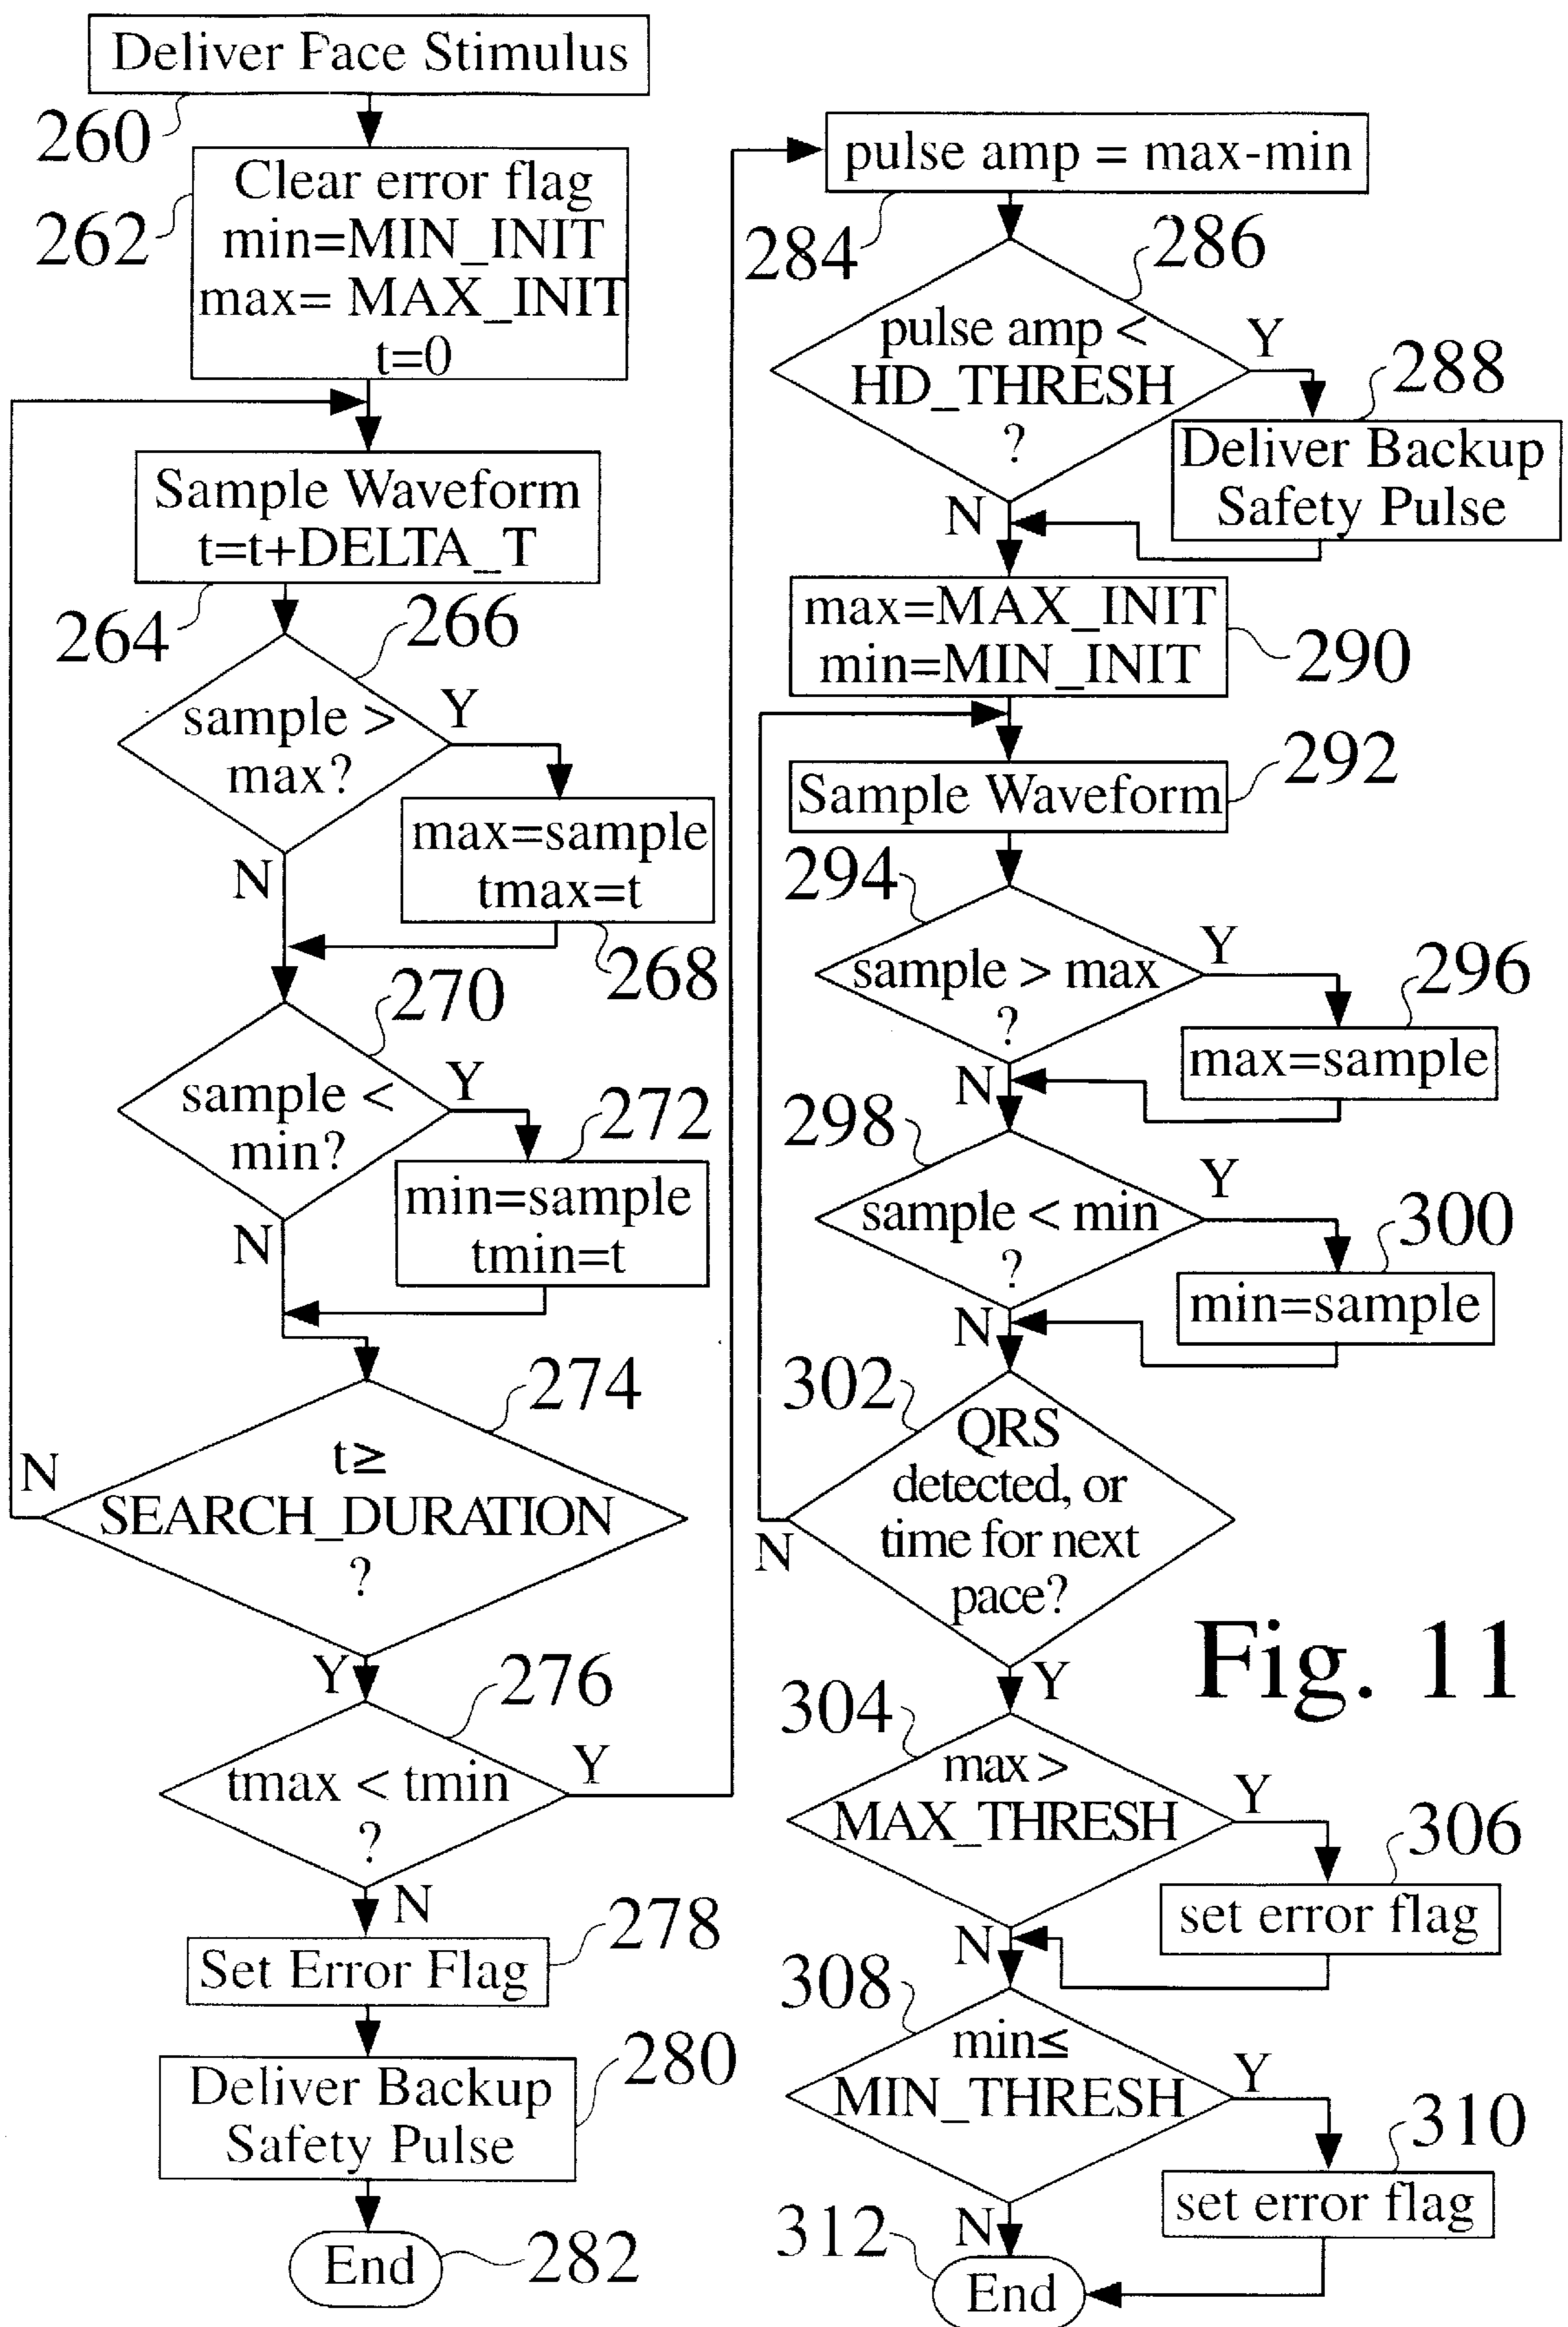 Deliver Face Stimulus
260
Clear error flag
min=MIN_INIT
max= MAX_INIT
t=0
262
Sample Waveform
t=t+DELTA_T
264
266
sample >
max?
Y
N
max=sample
tmax=t
268
270
sample <
min?
Y
N
272
min=sample
tmin=t
274
t≥
SEARCH_DURATION
?
N
Y
276
tmax < tmin
?
Y
N
278
Set Error Flag
280
Deliver Backup
Safety Pulse
End
282
pulse amp = max-min
284
286
pulse amp <
HD_THRESH
?
Y
N
288
Deliver Backup
Safety Pulse
max=MAX_INIT
min=MIN_INIT
290
Sample Waveform
292
294
sample > max
?
Y
N
296
max=sample
298
sample < min
?
Y
N
300
min=sample
302
QRS
detected, or
time for next
pace?
N
Y
Fig. 11
304
max >
MAX_THRESH
Y
N
306
set error flag
308
min≤
MIN_THRESH
Y
N
310
set error flag
312
End